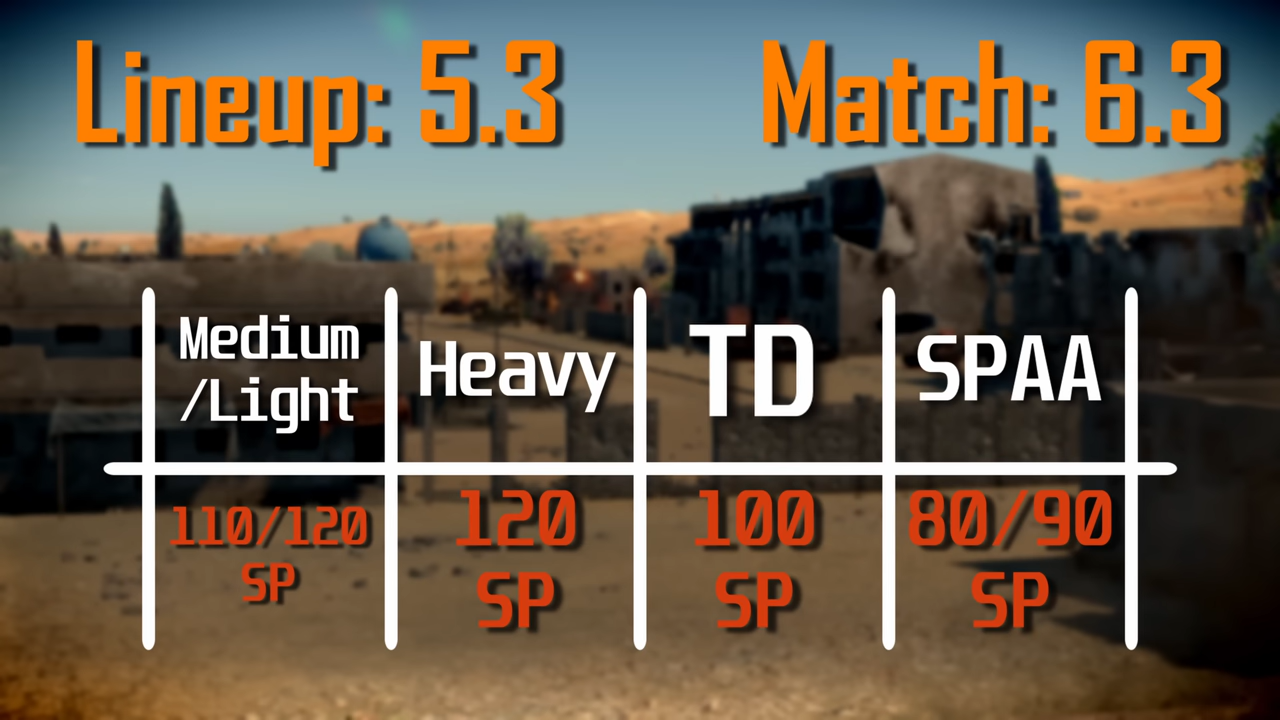 Lineup: 5.3
Match: 6.3
Medium
/Light
Heavy
TD
SPAA
110/120
SP
120
SP
100
SP
80/90
SP